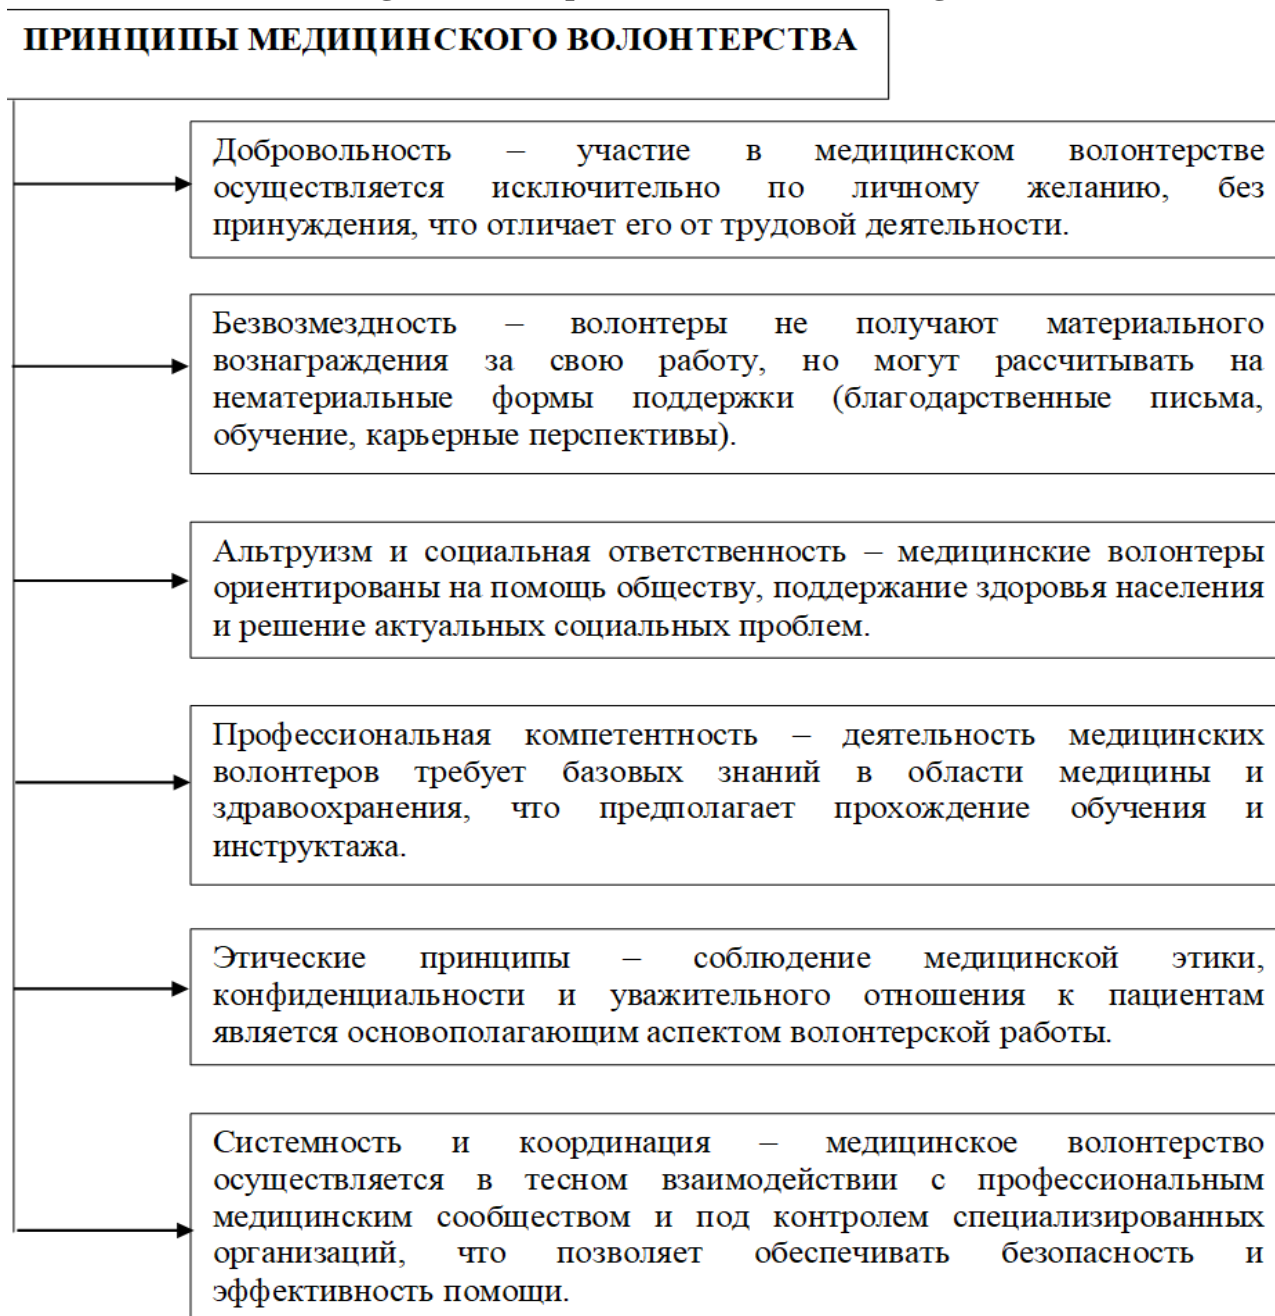 ПРИНЦИПЫ МЕДИЦИНСКОГО ВОЛОНТЕРСТВА
Добровольность – участие в медицинском волонтерстве
осуществляется исключительно по личному желанию, без
принуждения, что отличает его от трудовой деятельности.
Безвозмездность – волонтеры не получают материального
вознаграждения за свою работу, но могут рассчитывать на
нематериальные формы поддержки (благодарственные письма,
обучение, карьерные перспективы).
Альтруизм и социальная ответственность – медицинские волонтеры
ориентированы на помощь обществу, поддержание здоровья населения
и решение актуальных социальных проблем.
Профессиональная компетентность – деятельность медицинских
волонтеров требует базовых знаний в области медицины и
здравоохранения, что предполагает прохождение обучения и
инструктажа.
Этические принципы – соблюдение медицинской этики,
конфиденциальности и уважительного отношения к пациентам
является основополагающим аспектом волонтерской работы.
Системность и координация – медицинское волонтерство
осуществляется в тесном взаимодействии с профессиональным
медицинским сообществом и под контролем специализированных
организаций, что позволяет обеспечивать безопасность и
эффективность помощи.